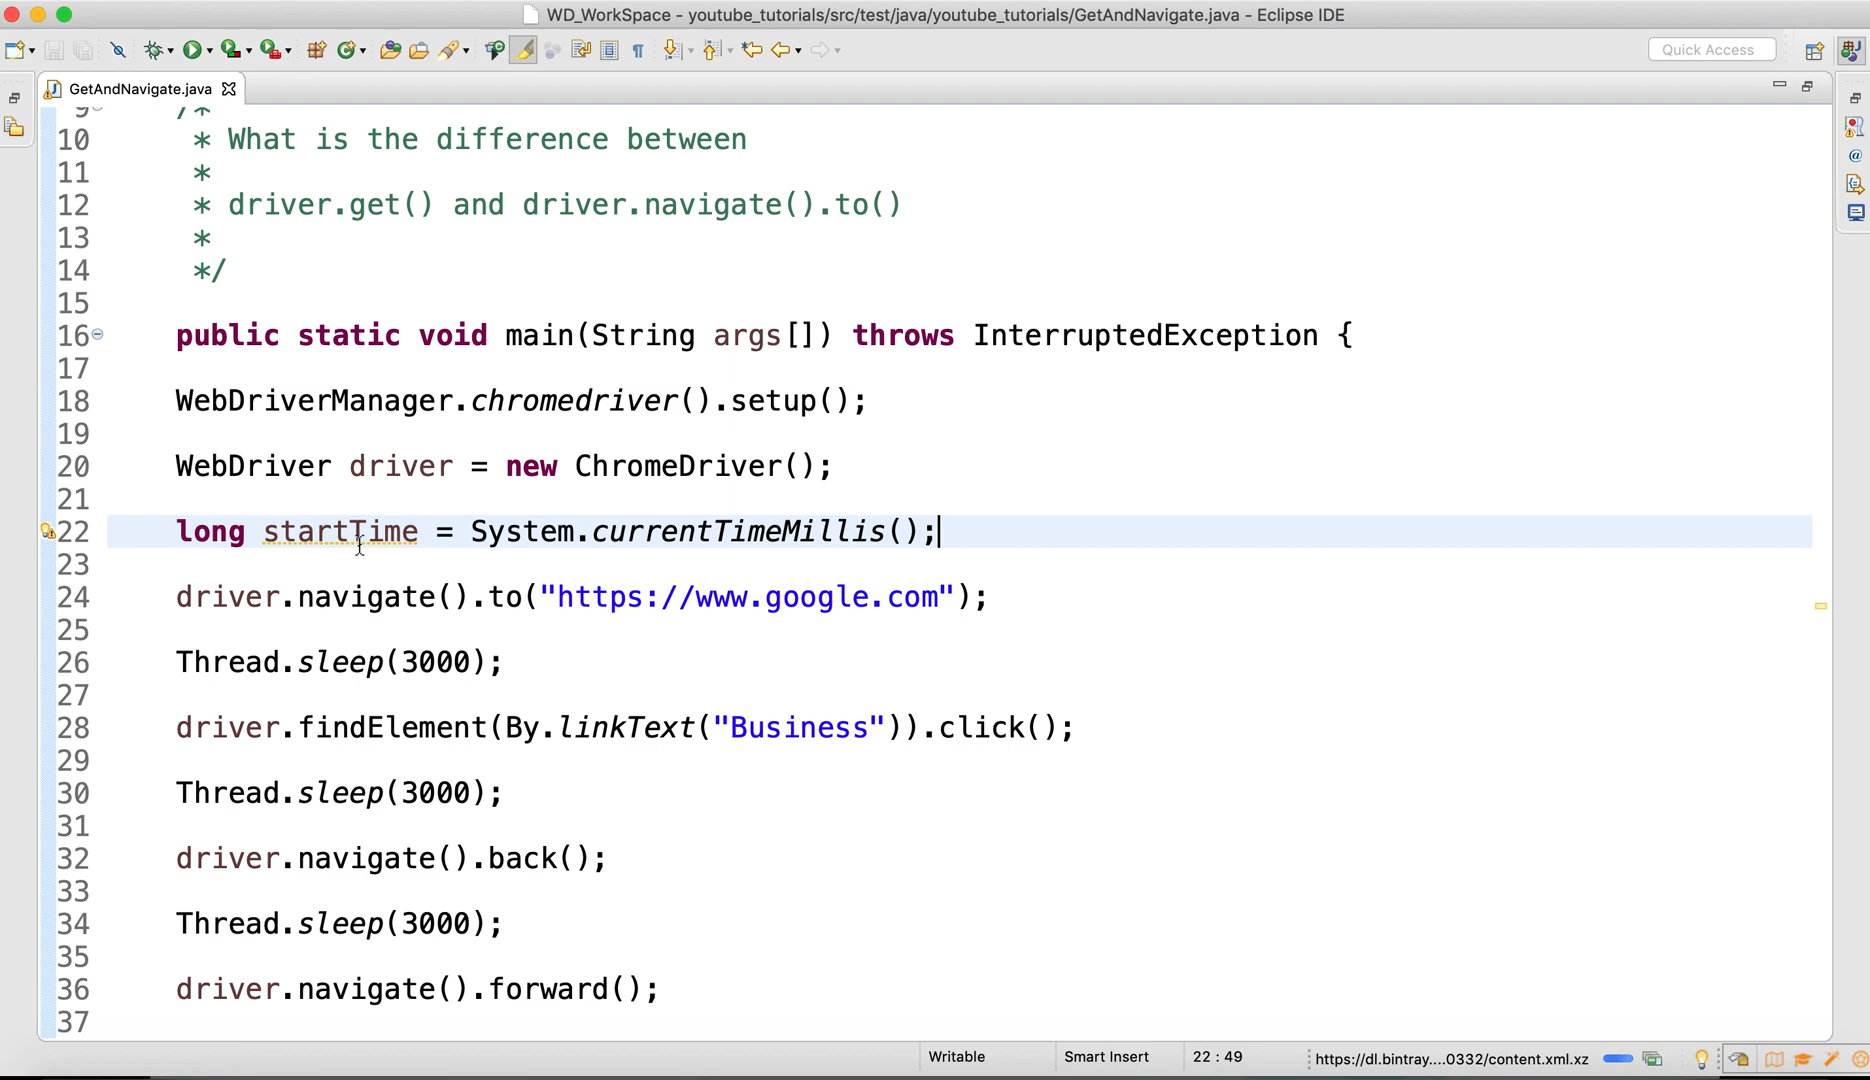 WD_WorkSpace - youtube_tutorials/src/test/java/youtube_tutorials/GetAndNavigate.java - Eclipse IDE
Quick Access
GetAndNavigate.java
9 /*
10 * What is the difference between
11 *
12 * driver.get() and driver.navigate().to()
13 *
14 */
15
16 public static void main(String args[]) throws InterruptedException {
17
18 WebDriverManager.chromedriver().setup();
19
20 WebDriver driver = new ChromeDriver();
21
22 long startTime = System.currentTimeMillis();
23
24 driver.navigate().to("https://www.google.com");
25
26 Thread.sleep(3000);
27
28 driver.findElement(By.linkText("Business")).click();
29
30 Thread.sleep(3000);
31
32 driver.navigate().back();
33
34 Thread.sleep(3000);
35
36 driver.navigate().forward();
37
Writable Smart Insert 22 : 49 https://dl.bintray....0332/content.xml.xz